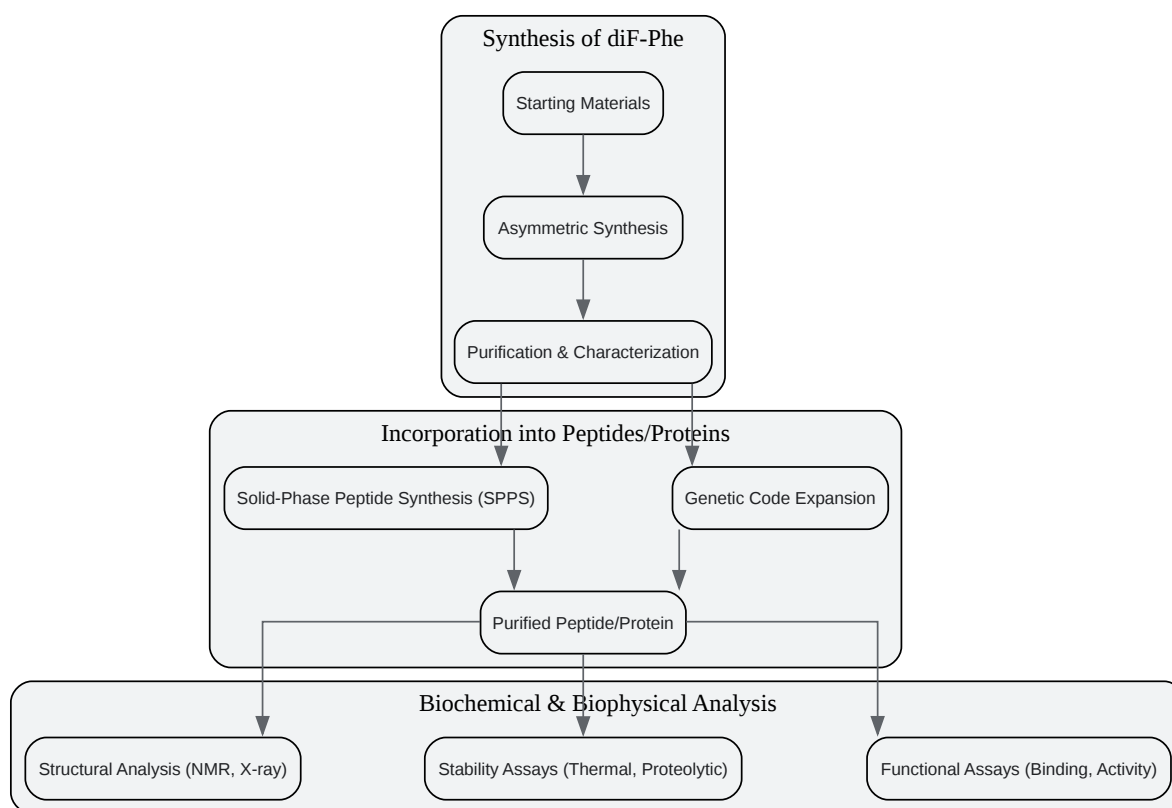 Synthesis of diF-Phe
Starting Materials
Asymmetric Synthesis
Purification & Characterization
Incorporation into Peptides/Proteins
Solid-Phase Peptide Synthesis (SPPS)
Genetic Code Expansion
Purified Peptide/Protein
Biochemical & Biophysical Analysis
Structural Analysis (NMR, X-ray)
Stability Assays (Thermal, Proteolytic)
Functional Assays (Binding, Activity)